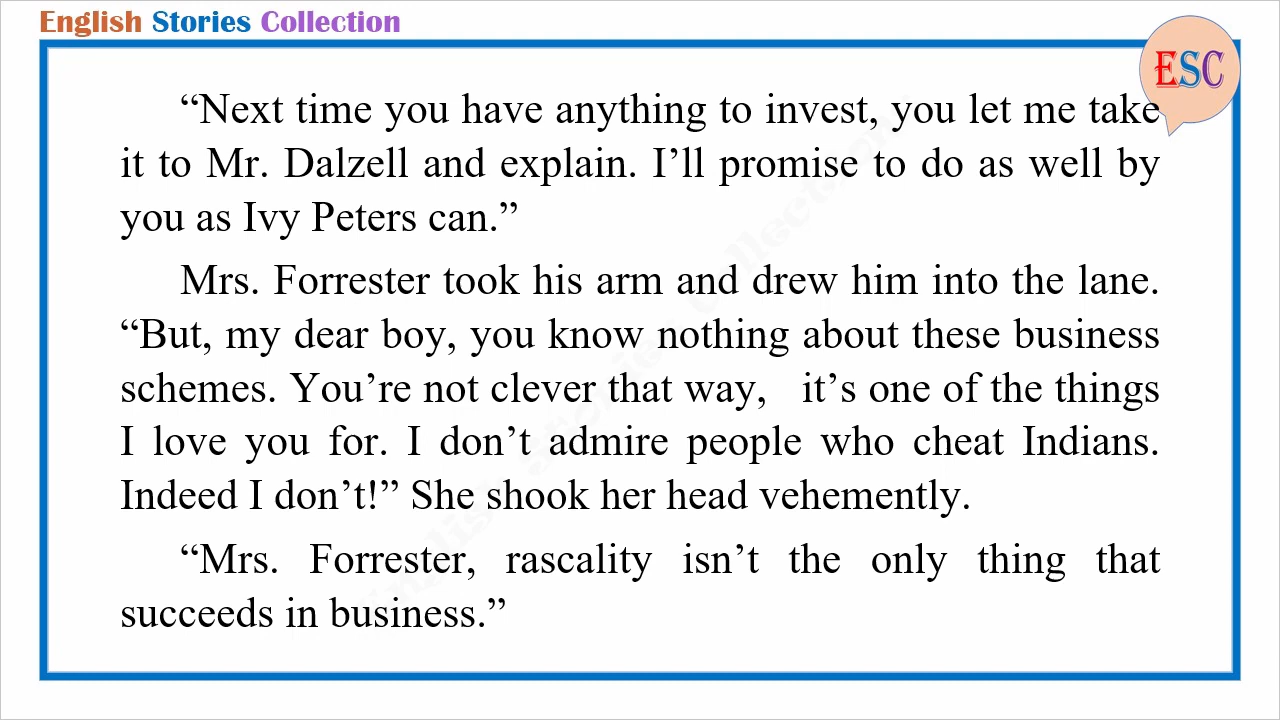 English Stories Collection
ESC
“Next time you have anything to invest, you let me take
it to Mr. Dalzell and explain. I’ll promise to do as well by
you as Ivy Peters can.”
Mrs. Forrester took his arm and drew him into the lane.
“But, my dear boy, you know nothing about these business
schemes. You’re not clever that way,   it’s one of the things
I love you for. I don’t admire people who cheat Indians.
Indeed I don’t!” She shook her head vehemently.
“Mrs. Forrester, rascality isn’t the only thing that
succeeds in business.”